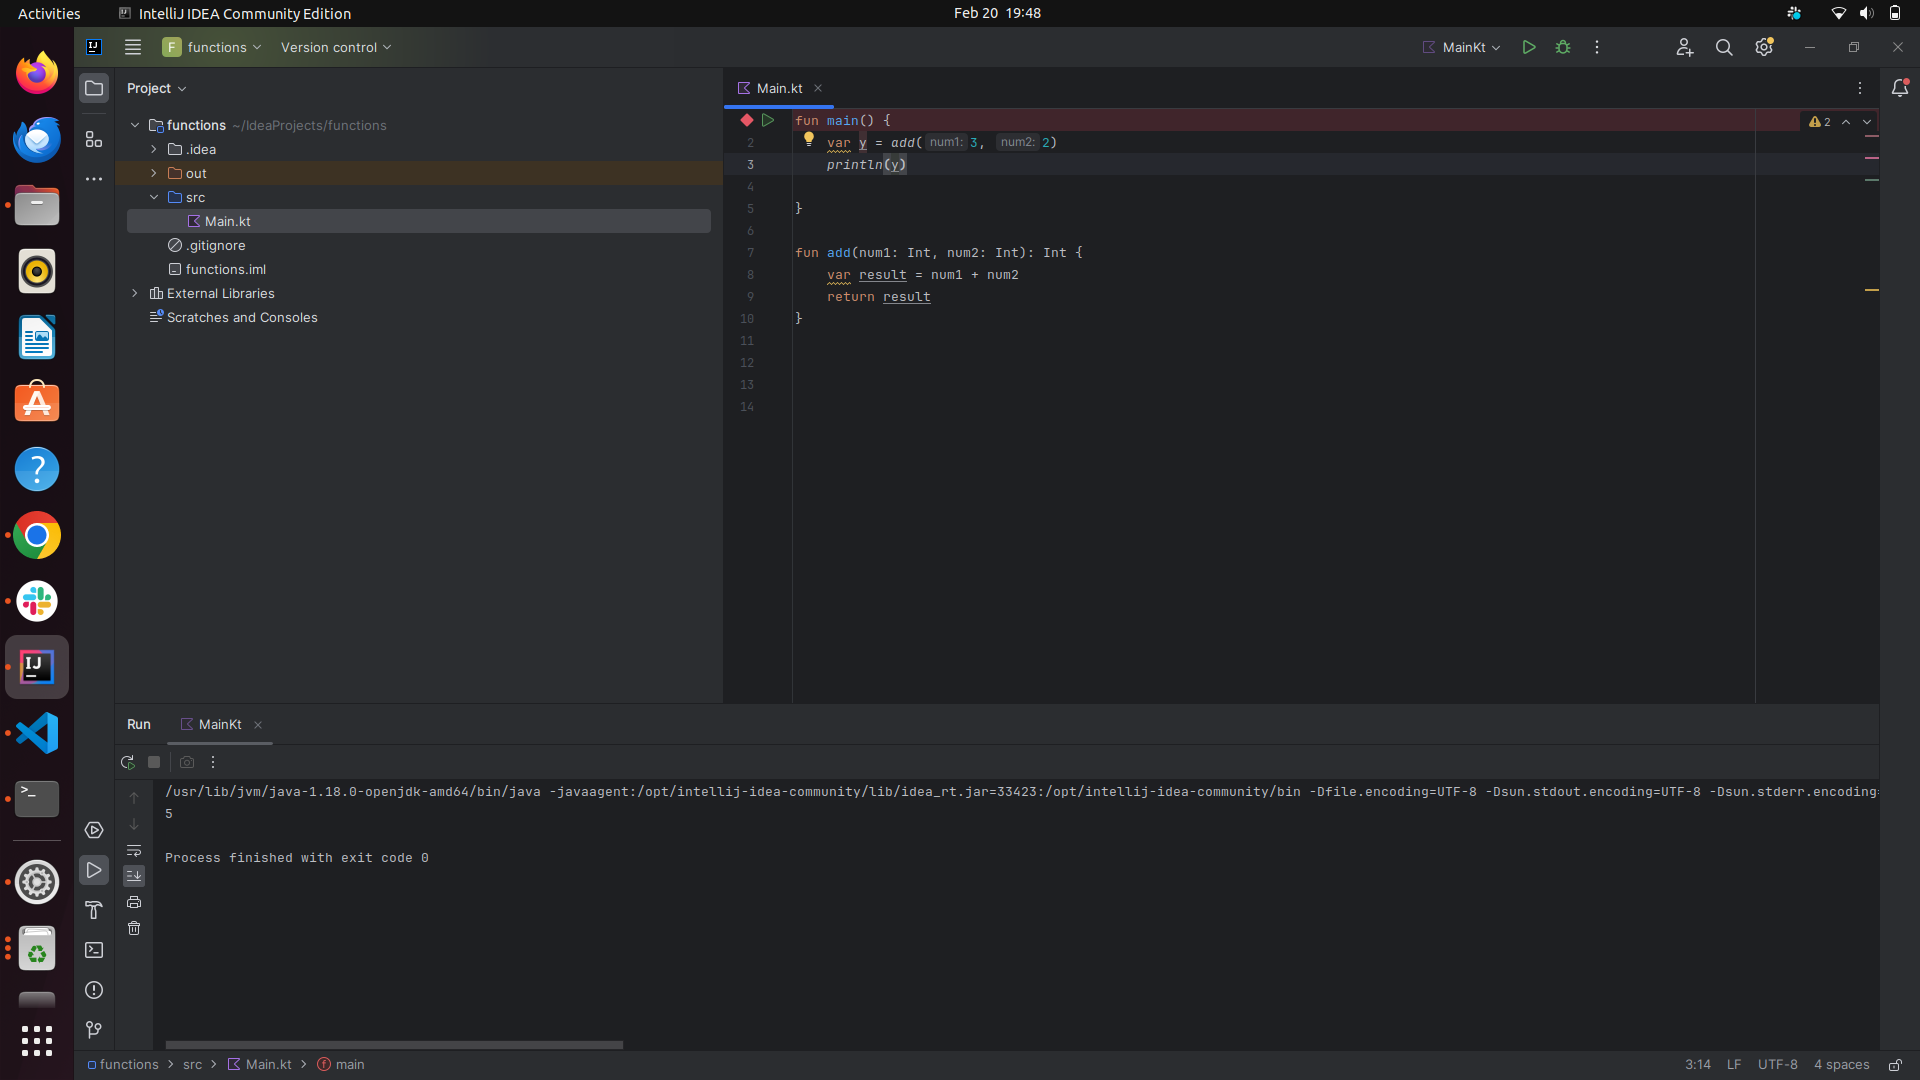 Activities
IntelliJ IDEA Community Edition
Feb 20 19:48
F functions
Version control
MainKt
Project
Main.kt
functions ~/IdeaProjects/functions
.idea
out
src
Main.kt
.gitignore
functions.iml
External Libraries
Scratches and Consoles
fun main() {
2 var y = add( num1: 3, num2: 2)
3 println(y)
4
5 }
6
7 fun add(num1: Int, num2: Int): Int {
8 var result = num1 + num2
9 return result
10 }
11
12
13
14
2
Run
MainKt
/usr/lib/jvm/java-1.18.0-openjdk-amd64/bin/java -javaagent:/opt/intellij-idea-community/lib/idea_rt.jar=33423:/opt/intellij-idea-community/bin -Dfile.encoding=UTF-8 -Dsun.stdout.encoding=UTF-8 -Dsun.stderr.encoding=
5
Process finished with exit code 0
functions > src > Main.kt > main
3:14 LF UTF-8 4 spaces